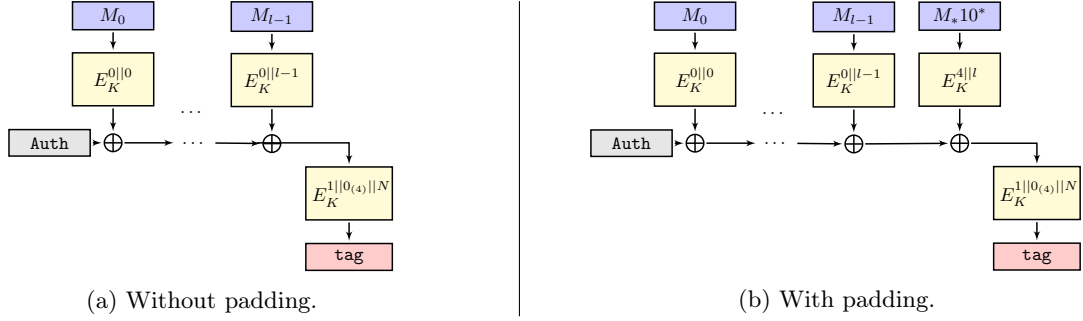 M_0 M_{l−1}
E_K^{0||0} E_K^{0||l−1}
...
Auth ...
E_K^{1||0_{(4)}||N}
tag
(a) Without padding.
M_0 M_{l−1} M_*10^*
E_K^{0||0} E_K^{0||l−1} E_K^{4||l}
...
Auth ...
E_K^{1||0_{(4)}||N}
tag
(b) With padding.